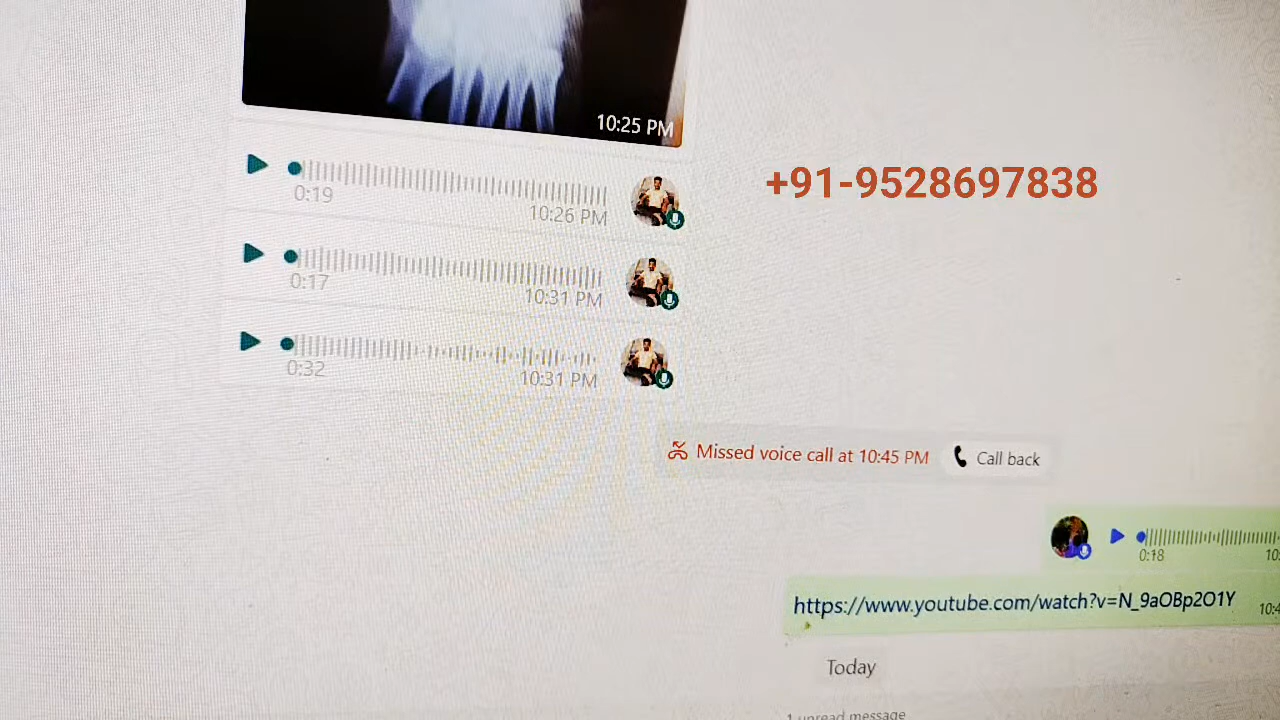 10:25 PM
+91-9528697838
0:19
10:26 PM
0:17
10:31 PM
0:32
10:31 PM
Missed voice call at 10:45 PM
Call back
0:18
https://www.youtube.com/watch?v=N_9aOBp2O1Y
Today
1 unread message